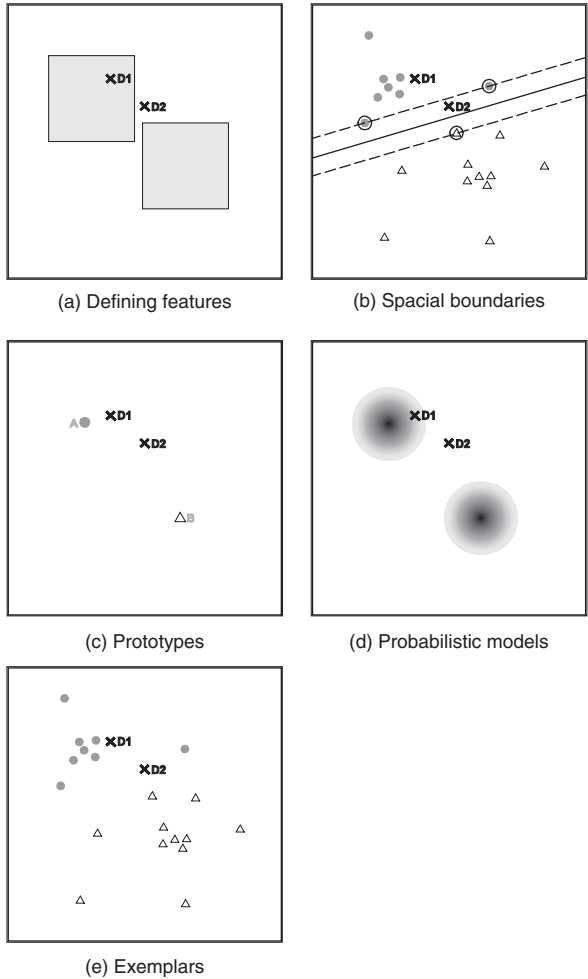 D1
D2
(a) Defining features
D1
D2
(b) Spacial boundaries
A
D1
D2
B
(c) Prototypes
D1
D2
(d) Probabilistic models
D1
D2
(e) Exemplars